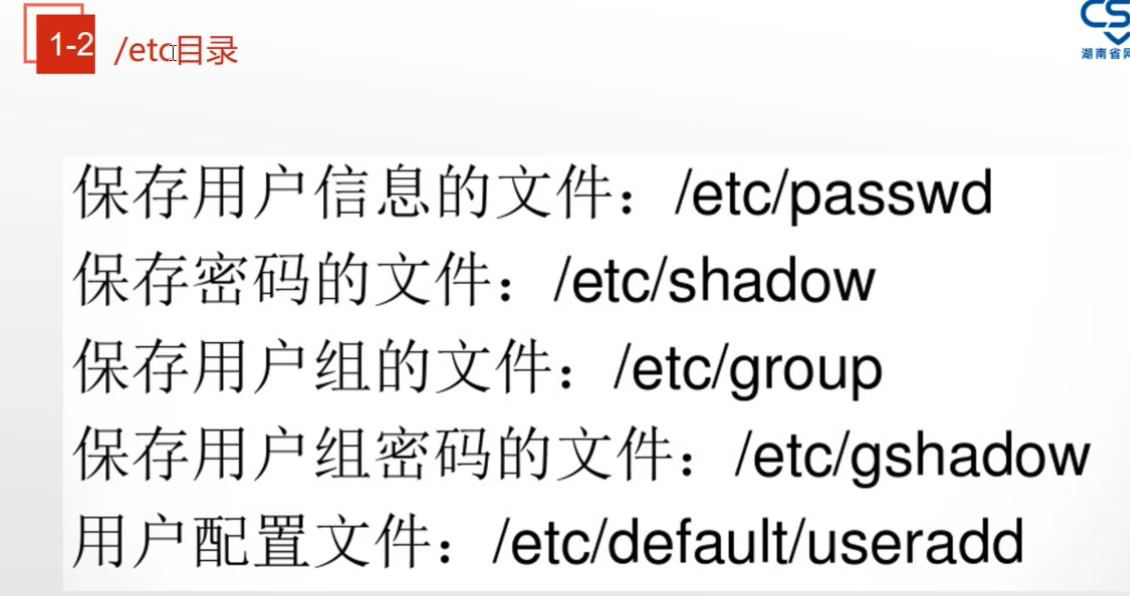 1-2 /etc目录
CS
湖南省网
保存用户信息的文件：/etc/passwd
保存密码的文件：/etc/shadow
保存用户组的文件：/etc/group
保存用户组密码的文件：/etc/gshadow
用户配置文件：/etc/default/useradd